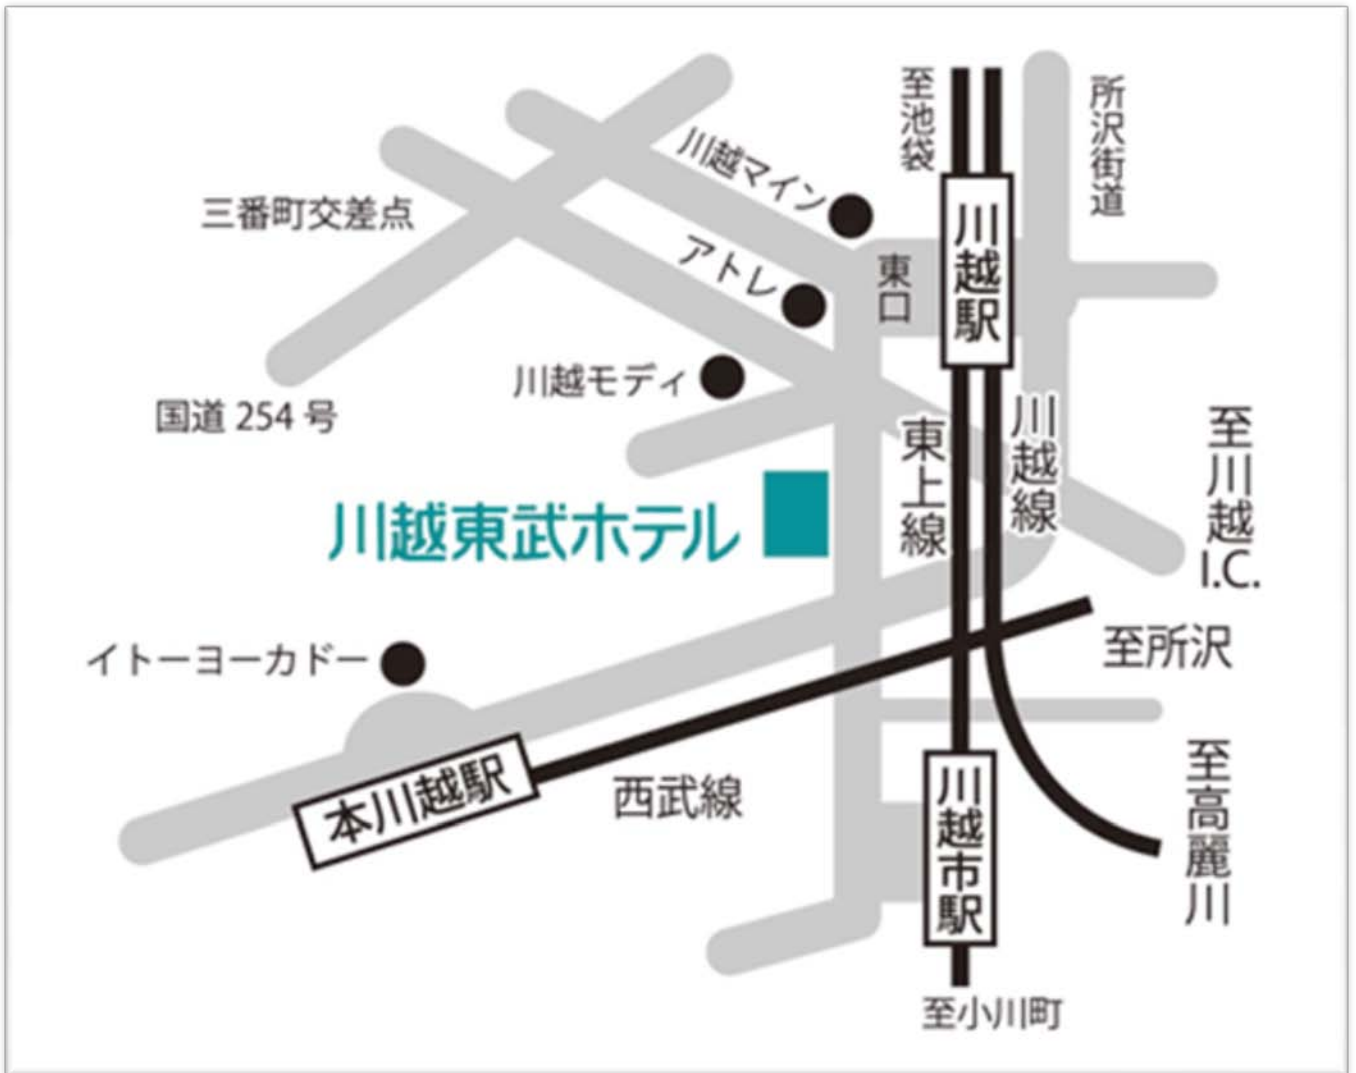 至池袋
所沢街道
川越マイン
三番町交差点
川越駅
アトレ
東口
川越モディ
国道 254 号
東上線
川越線
至川越I.C.
川越東武ホテル
至所沢
イトーヨーカドー
本川越駅
西武線
川越市駅
至高麗川
至小川町